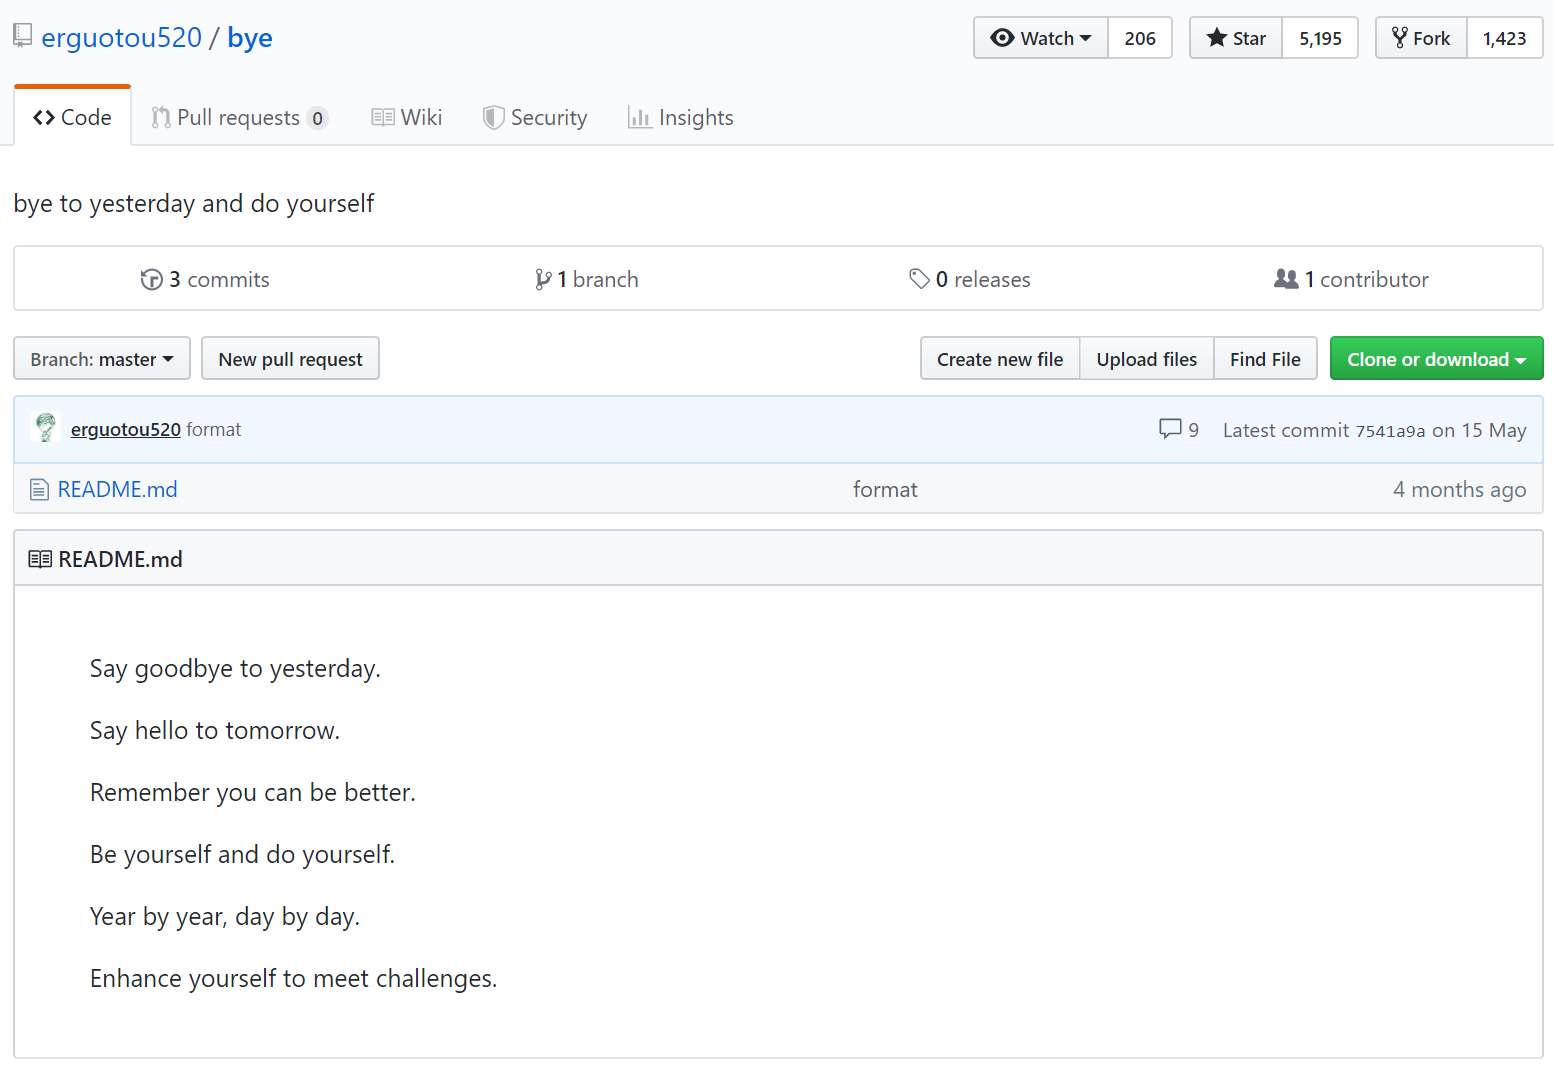 erguotou520 / bye
Watch 206 Star 5,195 Fork 1,423
Code Pull requests 0 Wiki Security Insights
bye to yesterday and do yourself
3 commits 1 branch 0 releases 1 contributor
Branch: master New pull request Create new file Upload files Find File Clone or download
erguotou520 format 9 Latest commit 7541a9a on 15 May
README.md format 4 months ago
README.md
Say goodbye to yesterday.
Say hello to tomorrow.
Remember you can be better.
Be yourself and do yourself.
Year by year, day by day.
Enhance yourself to meet challenges.